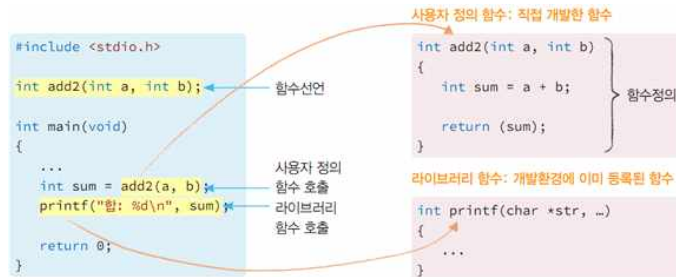 #include <stdio.h>
int add2(int a, int b);
함수선언
int main(void)
{
...
int sum = add2(a, b);
사용자 정의
함수 호출
printf("합: %d\n", sum);
라이브러리
함수 호출
return 0;
}
사용자 정의 함수: 직접 개발한 함수
int add2(int a, int b)
{
int sum = a + b;
return (sum);
}
함수정의
라이브러리 함수: 개발환경에 이미 등록된 함수
int printf(char *str, …)
{
...
}